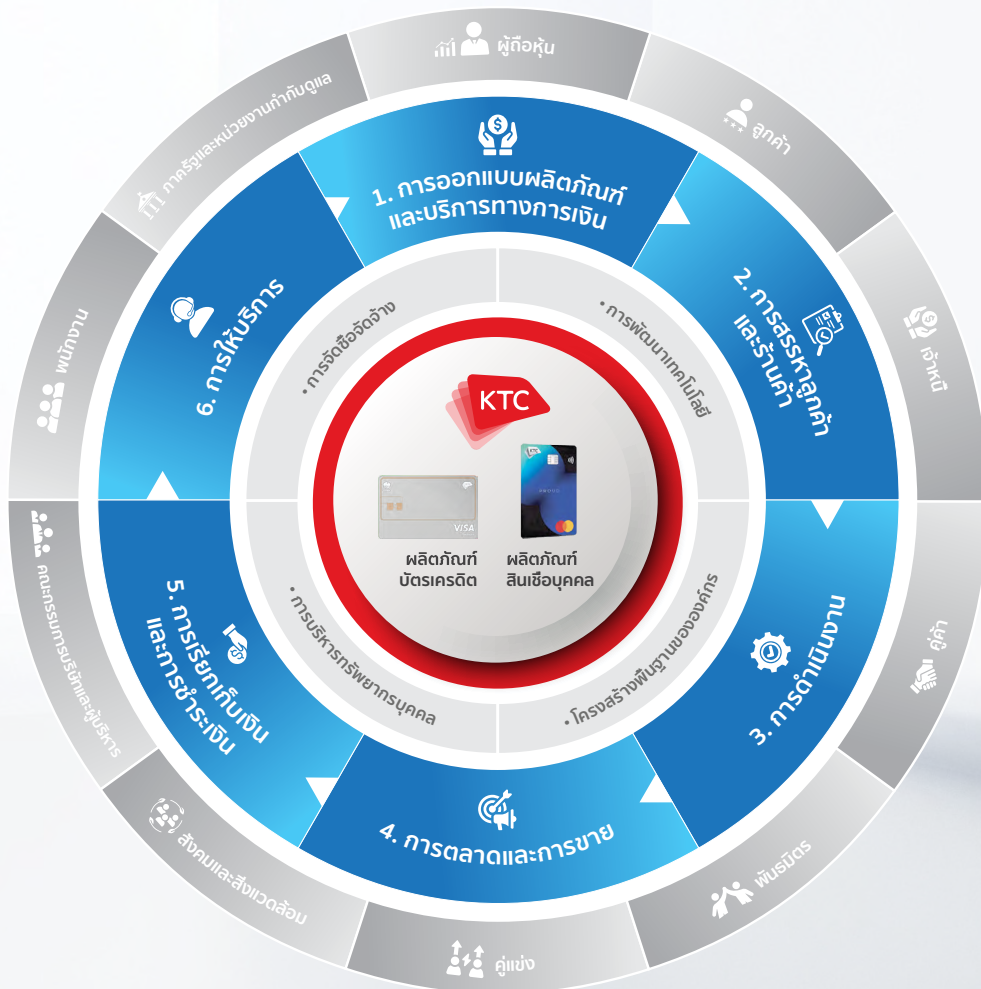 ผู้ถือหุ้น
ลูกค้า
เจ้าหนี้
คู่ค้า
พันธมิตร
คู่แข่ง
สังคมและสิ่งแวดล้อม
คณะกรรมการบริษัทและผู้บริหาร
พนักงาน
ภาครัฐและหน่วยงานกำกับดูแล
1. การออกแบบผลิตภัณฑ์
และบริการทางการเงิน
2. การสรรหาลูกค้า
และร้านค้า
3. การดำเนินงาน
4. การตลาดและการขาย
5. การเรียกเก็บเงิน
และการชำระเงิน
6. การให้บริการ
• การจัดซื้อจัดจ้าง
• การพัฒนาเทคโนโลยี
• โครงสร้างพื้นฐานขององค์กร
• การบริหารทรัพยากรบุคคล
KTC
VISA
ผลิตภัณฑ์
บัตรเครดิต
ผลิตภัณฑ์
สินเชื่อบุคคล